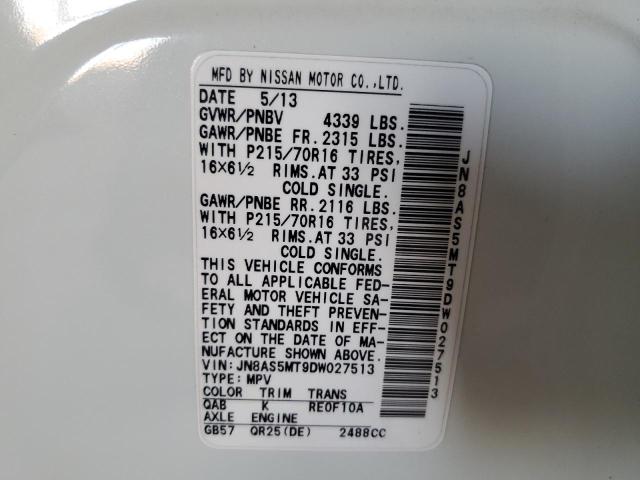 MFD BY NISSAN MOTOR CO.,LTD.
DATE 5/13
GVWR/PNBV 4339 LBS.
GAWR/PNBE FR. 2315 LBS.
WITH P215/70R16 TIRES,
16×6½ RIMS. AT 33 PSI
COLD SINGLE.
GAWR/PNBE RR. 2116 LBS.
WITH P215/70R16 TIRES,
16×6½ RIMS. AT 33 PSI
COLD SINGLE.
THIS VEHICLE CONFORMS
TO ALL APPLICABLE FED-
ERAL MOTOR VEHICLE SA-
FETY AND THEFT PREVEN-
TION STANDARDS IN EFF-
ECT ON THE DATE OF MA-
NUFACTURE SHOWN ABOVE.
VIN: JN8AS5MT9DW027513
TYPE: MPV
COLOR TRIM TRANS
QAB K RE0F10A
AXLE ENGINE
GB57 QR25(DE) 2488CC
JN8AS5MT9DW027513